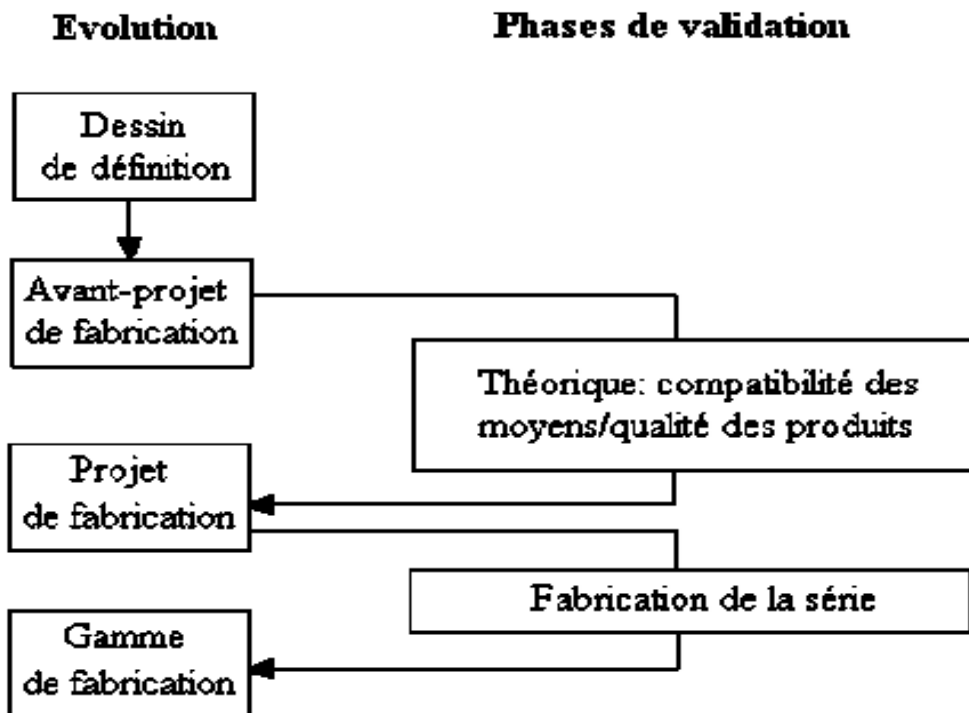 Evolution
Phases de validation
Dessin
de définition
Avant-projet
de fabrication
Théorique: compatibilité des
moyens/qualité des produits
Projet
de fabrication
Fabrication de la série
Gamme
de fabrication